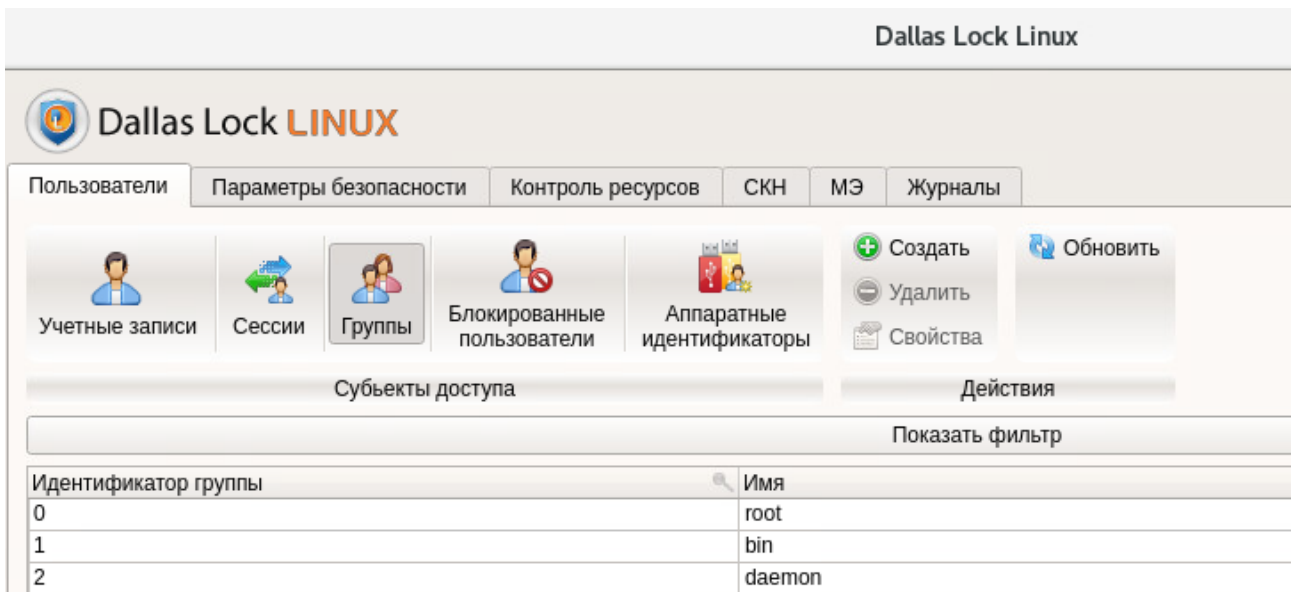 Dallas Lock Linux
Dallas Lock LINUX
Пользователи Параметры безопасности Контроль ресурсов СКН МЭ Журналы
Учетные записи
Сессии
Группы
Блокированные
пользователи
Аппаратные
идентификаторы
Создать
Удалить
Свойства
Обновить
Субъекты доступа
Действия
Показать фильтр
Идентификатор группы Имя
0 root
1 bin
2 daemon